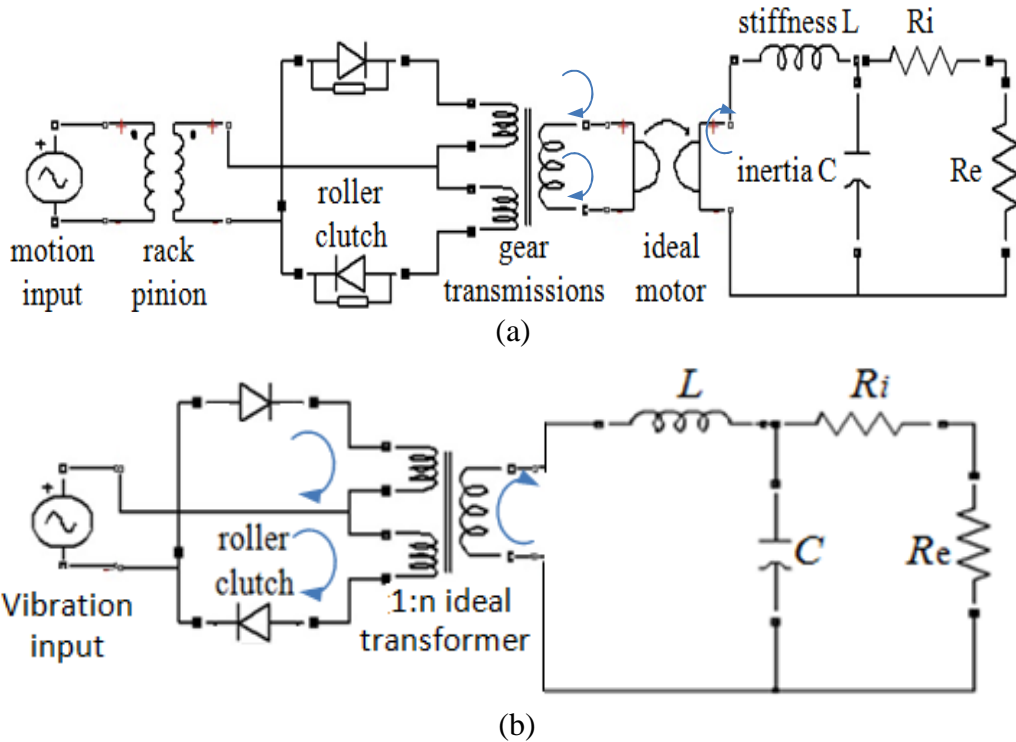 stiffness L
Ri
+
motion
input
rack
pinion
roller
clutch
gear
transmissions
ideal
motor
inertia C
Re
(a)
L
Ri
+
Vibration
input
roller
clutch
1:n ideal
transformer
C
Re
(b)